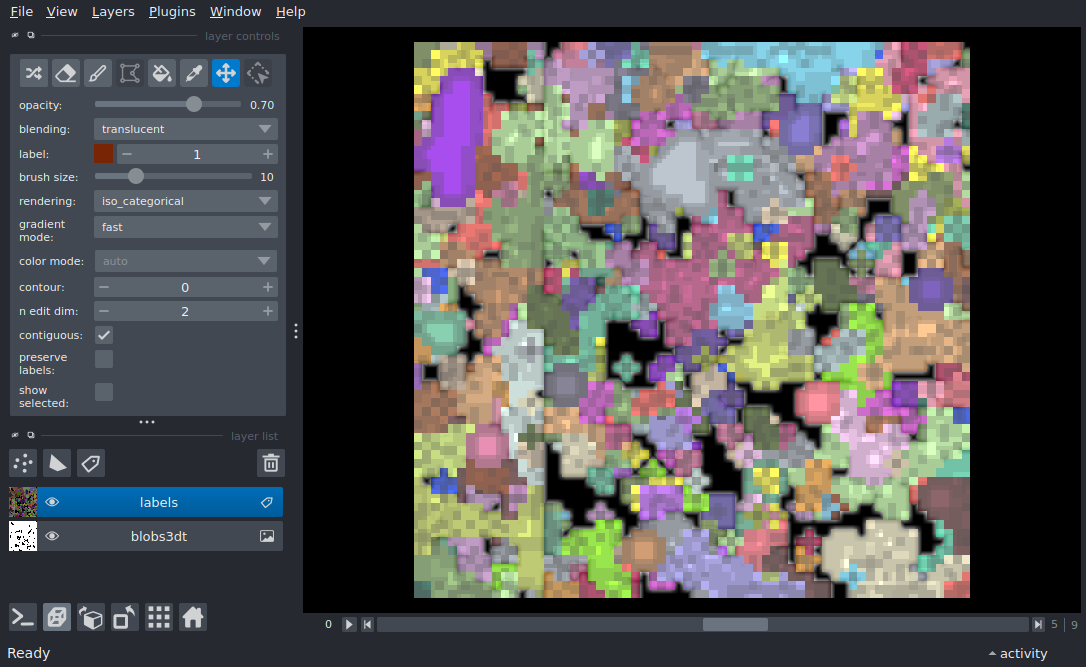 File View Layers Plugins Window Help
layer controls
opacity: 0.70
blending: translucent
label: 1
brush size: 10
rendering: iso_categorical
gradient
mode: fast
color mode: auto
contour: 0
n edit dim: 2
contiguous:
preserve
labels:
show
selected:
layer list
labels
blobs3dt
0 5 | 9
Ready
activity